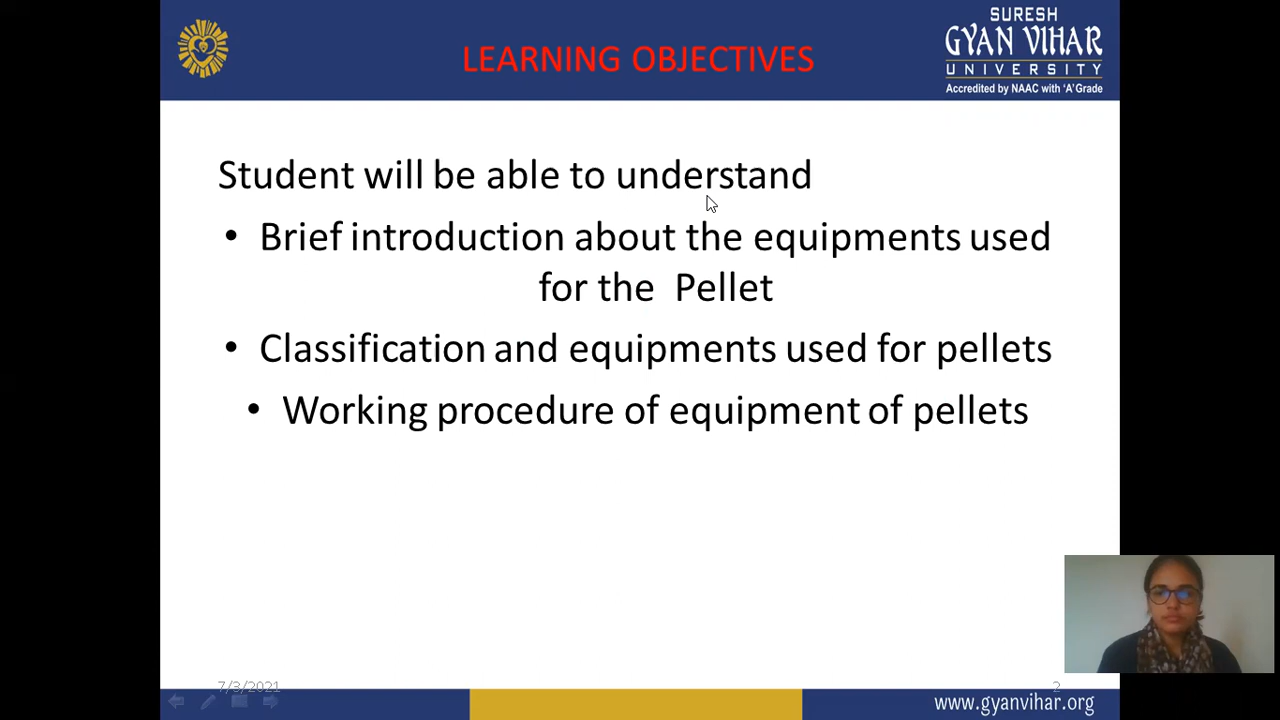 LEARNING OBJECTIVES
SURESH
GYAN VIHAR
UNIVERSITY
Accredited by NAAC with 'A' Grade
Student will be able to understand
• Brief introduction about the equipments used
for the Pellet
• Classification and equipments used for pellets
• Working procedure of equipment of pellets
7/3/2021
2
www.gyanvihar.org